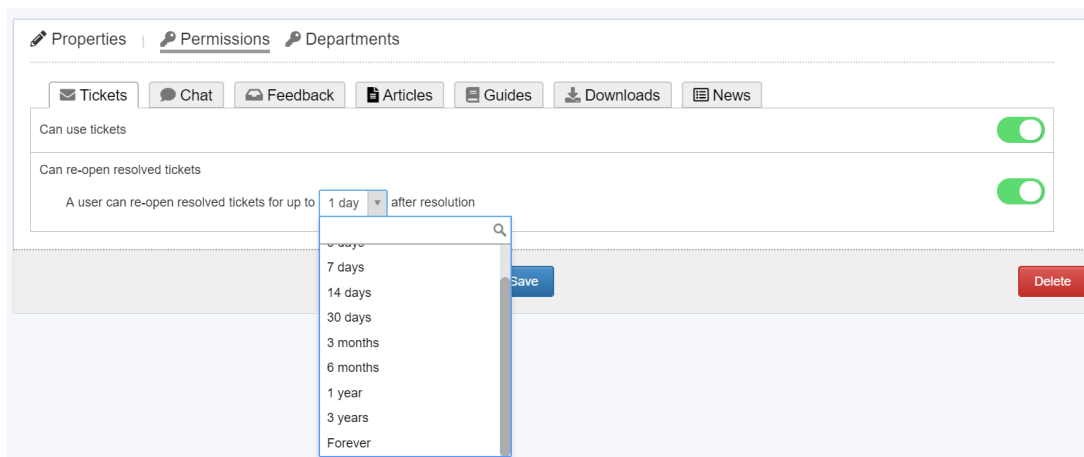 Properties | Permissions Departments
Tickets Chat Feedback Articles Guides Downloads News
Can use tickets
Can re-open resolved tickets
A user can re-open resolved tickets for up to 1 day after resolution
days
7 days
Save Delete
14 days
30 days
3 months
6 months
1 year
3 years
Forever